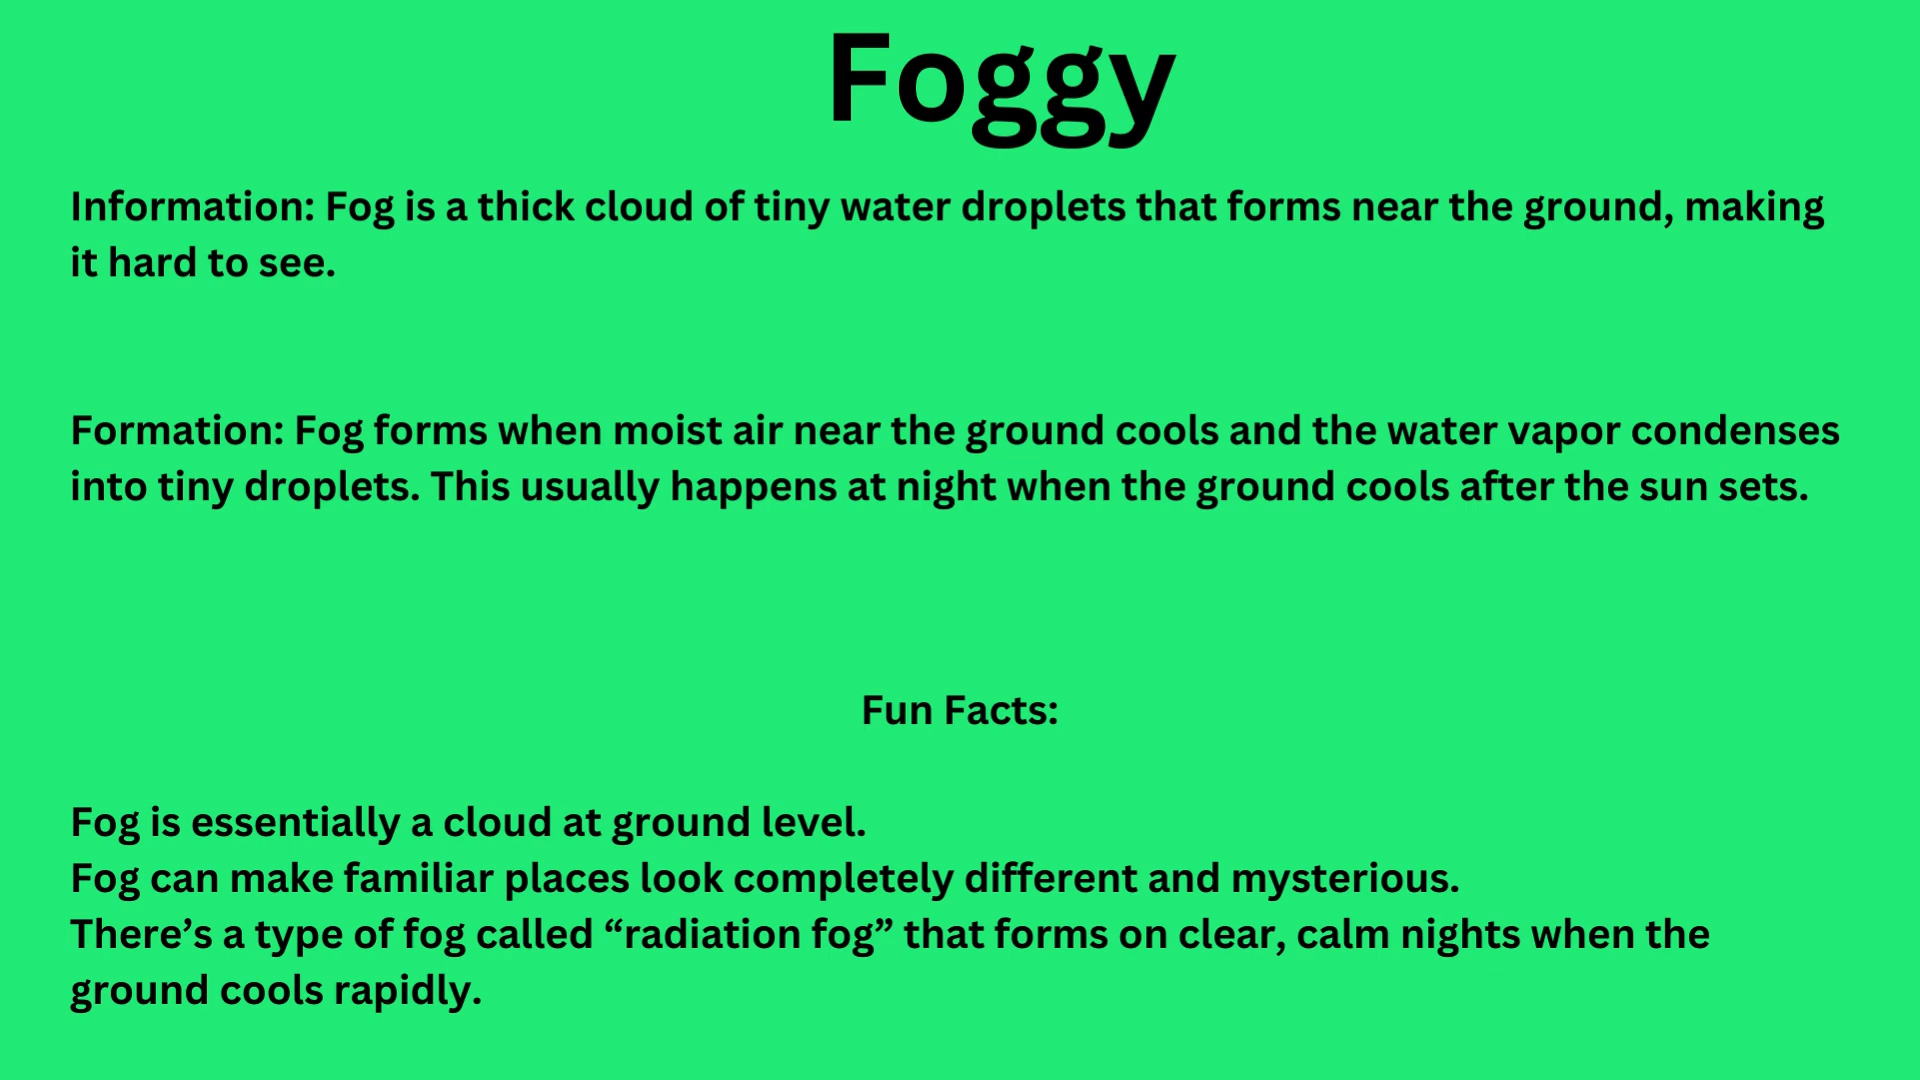 Foggy
Information: Fog is a thick cloud of tiny water droplets that forms near the ground, making
it hard to see.
Formation: Fog forms when moist air near the ground cools and the water vapor condenses
into tiny droplets. This usually happens at night when the ground cools after the sun sets.
Fun Facts:
Fog is essentially a cloud at ground level.
Fog can make familiar places look completely different and mysterious.
There’s a type of fog called “radiation fog” that forms on clear, calm nights when the
ground cools rapidly.